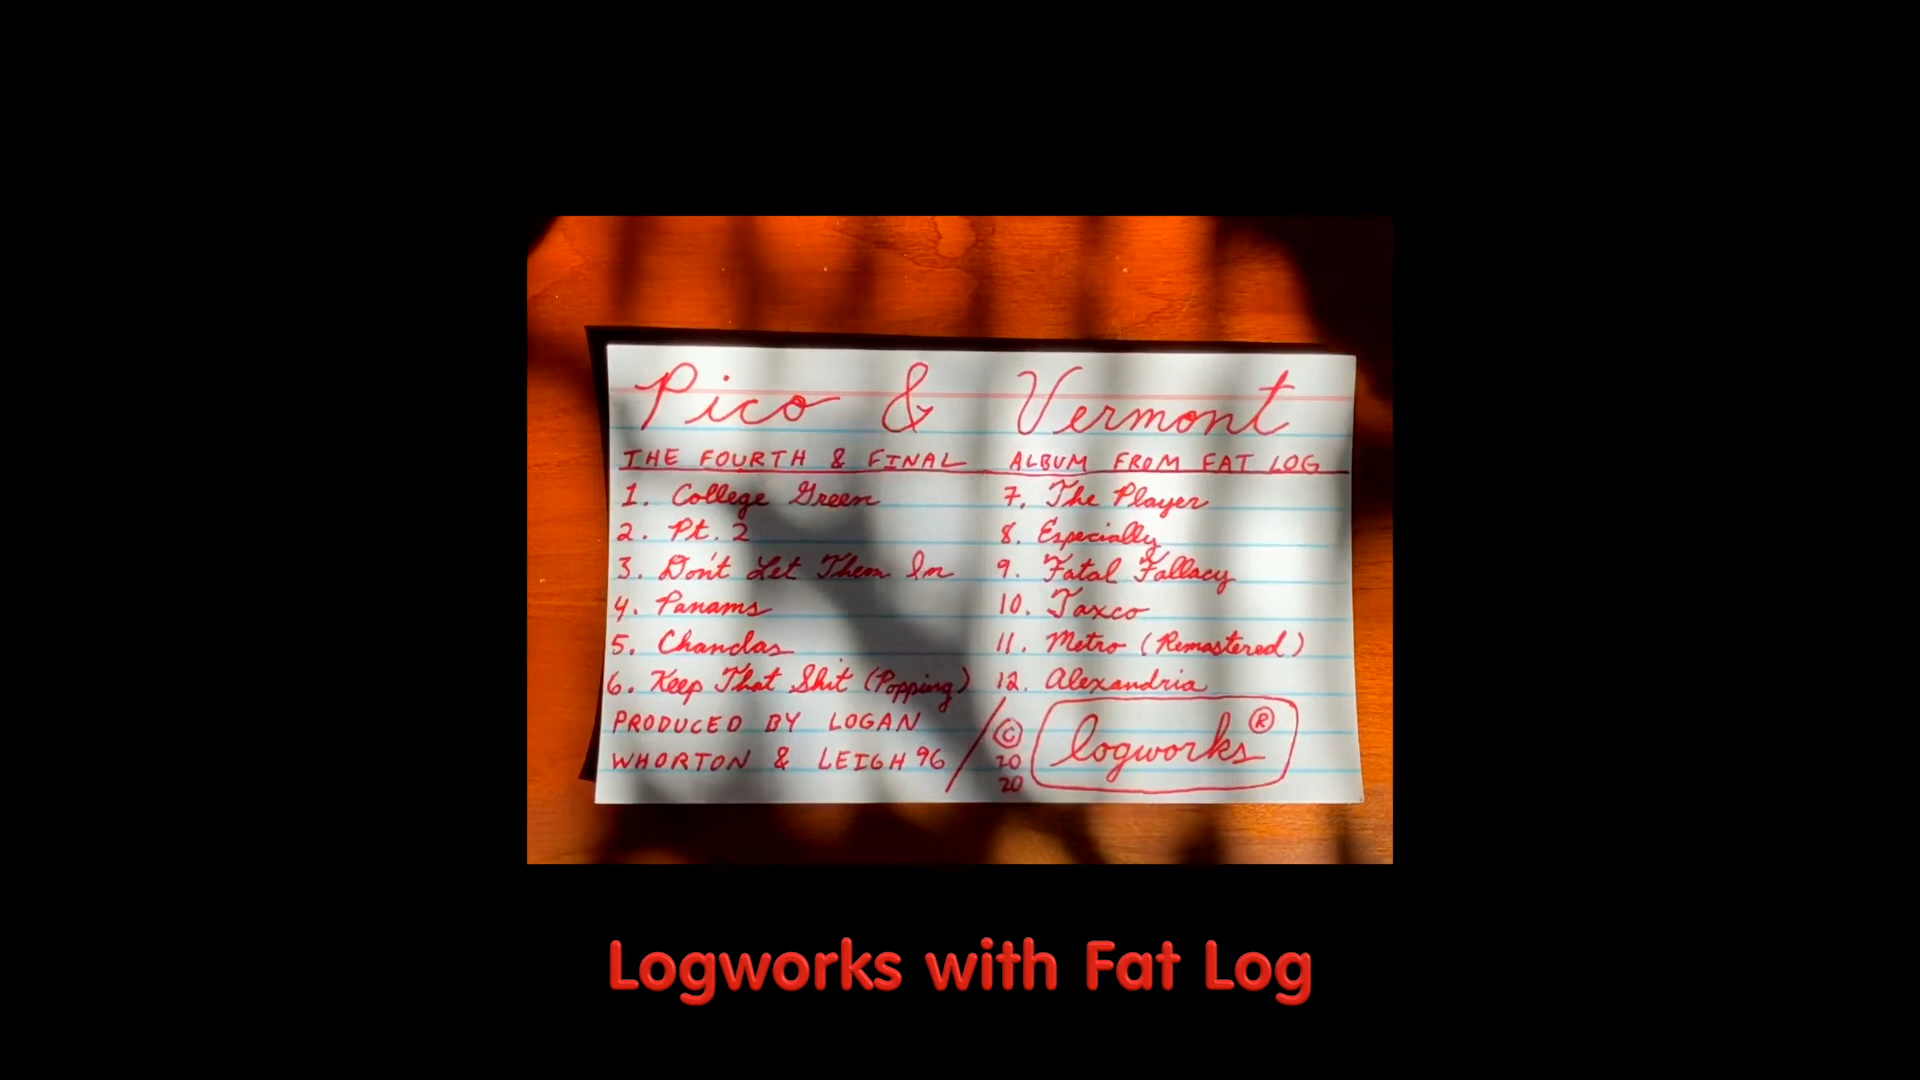 Pico & Vermont
THE FOURTH & FINAL ALBUM FROM FAT LOG
1. College Green
2. Pt. 2
3. Don't Let Them In
4. Panams
5. Chandas
6. Keep That Shit (Popping)
7. The Player
8. Especially
9. Fatal Fallacy
10. Taxco
11. Metro (Remastered)
12. Alexandria
PRODUCED BY LOGAN
WHORTON & LEIGH 96
©
20
20
logworks®
Logworks with Fat Log